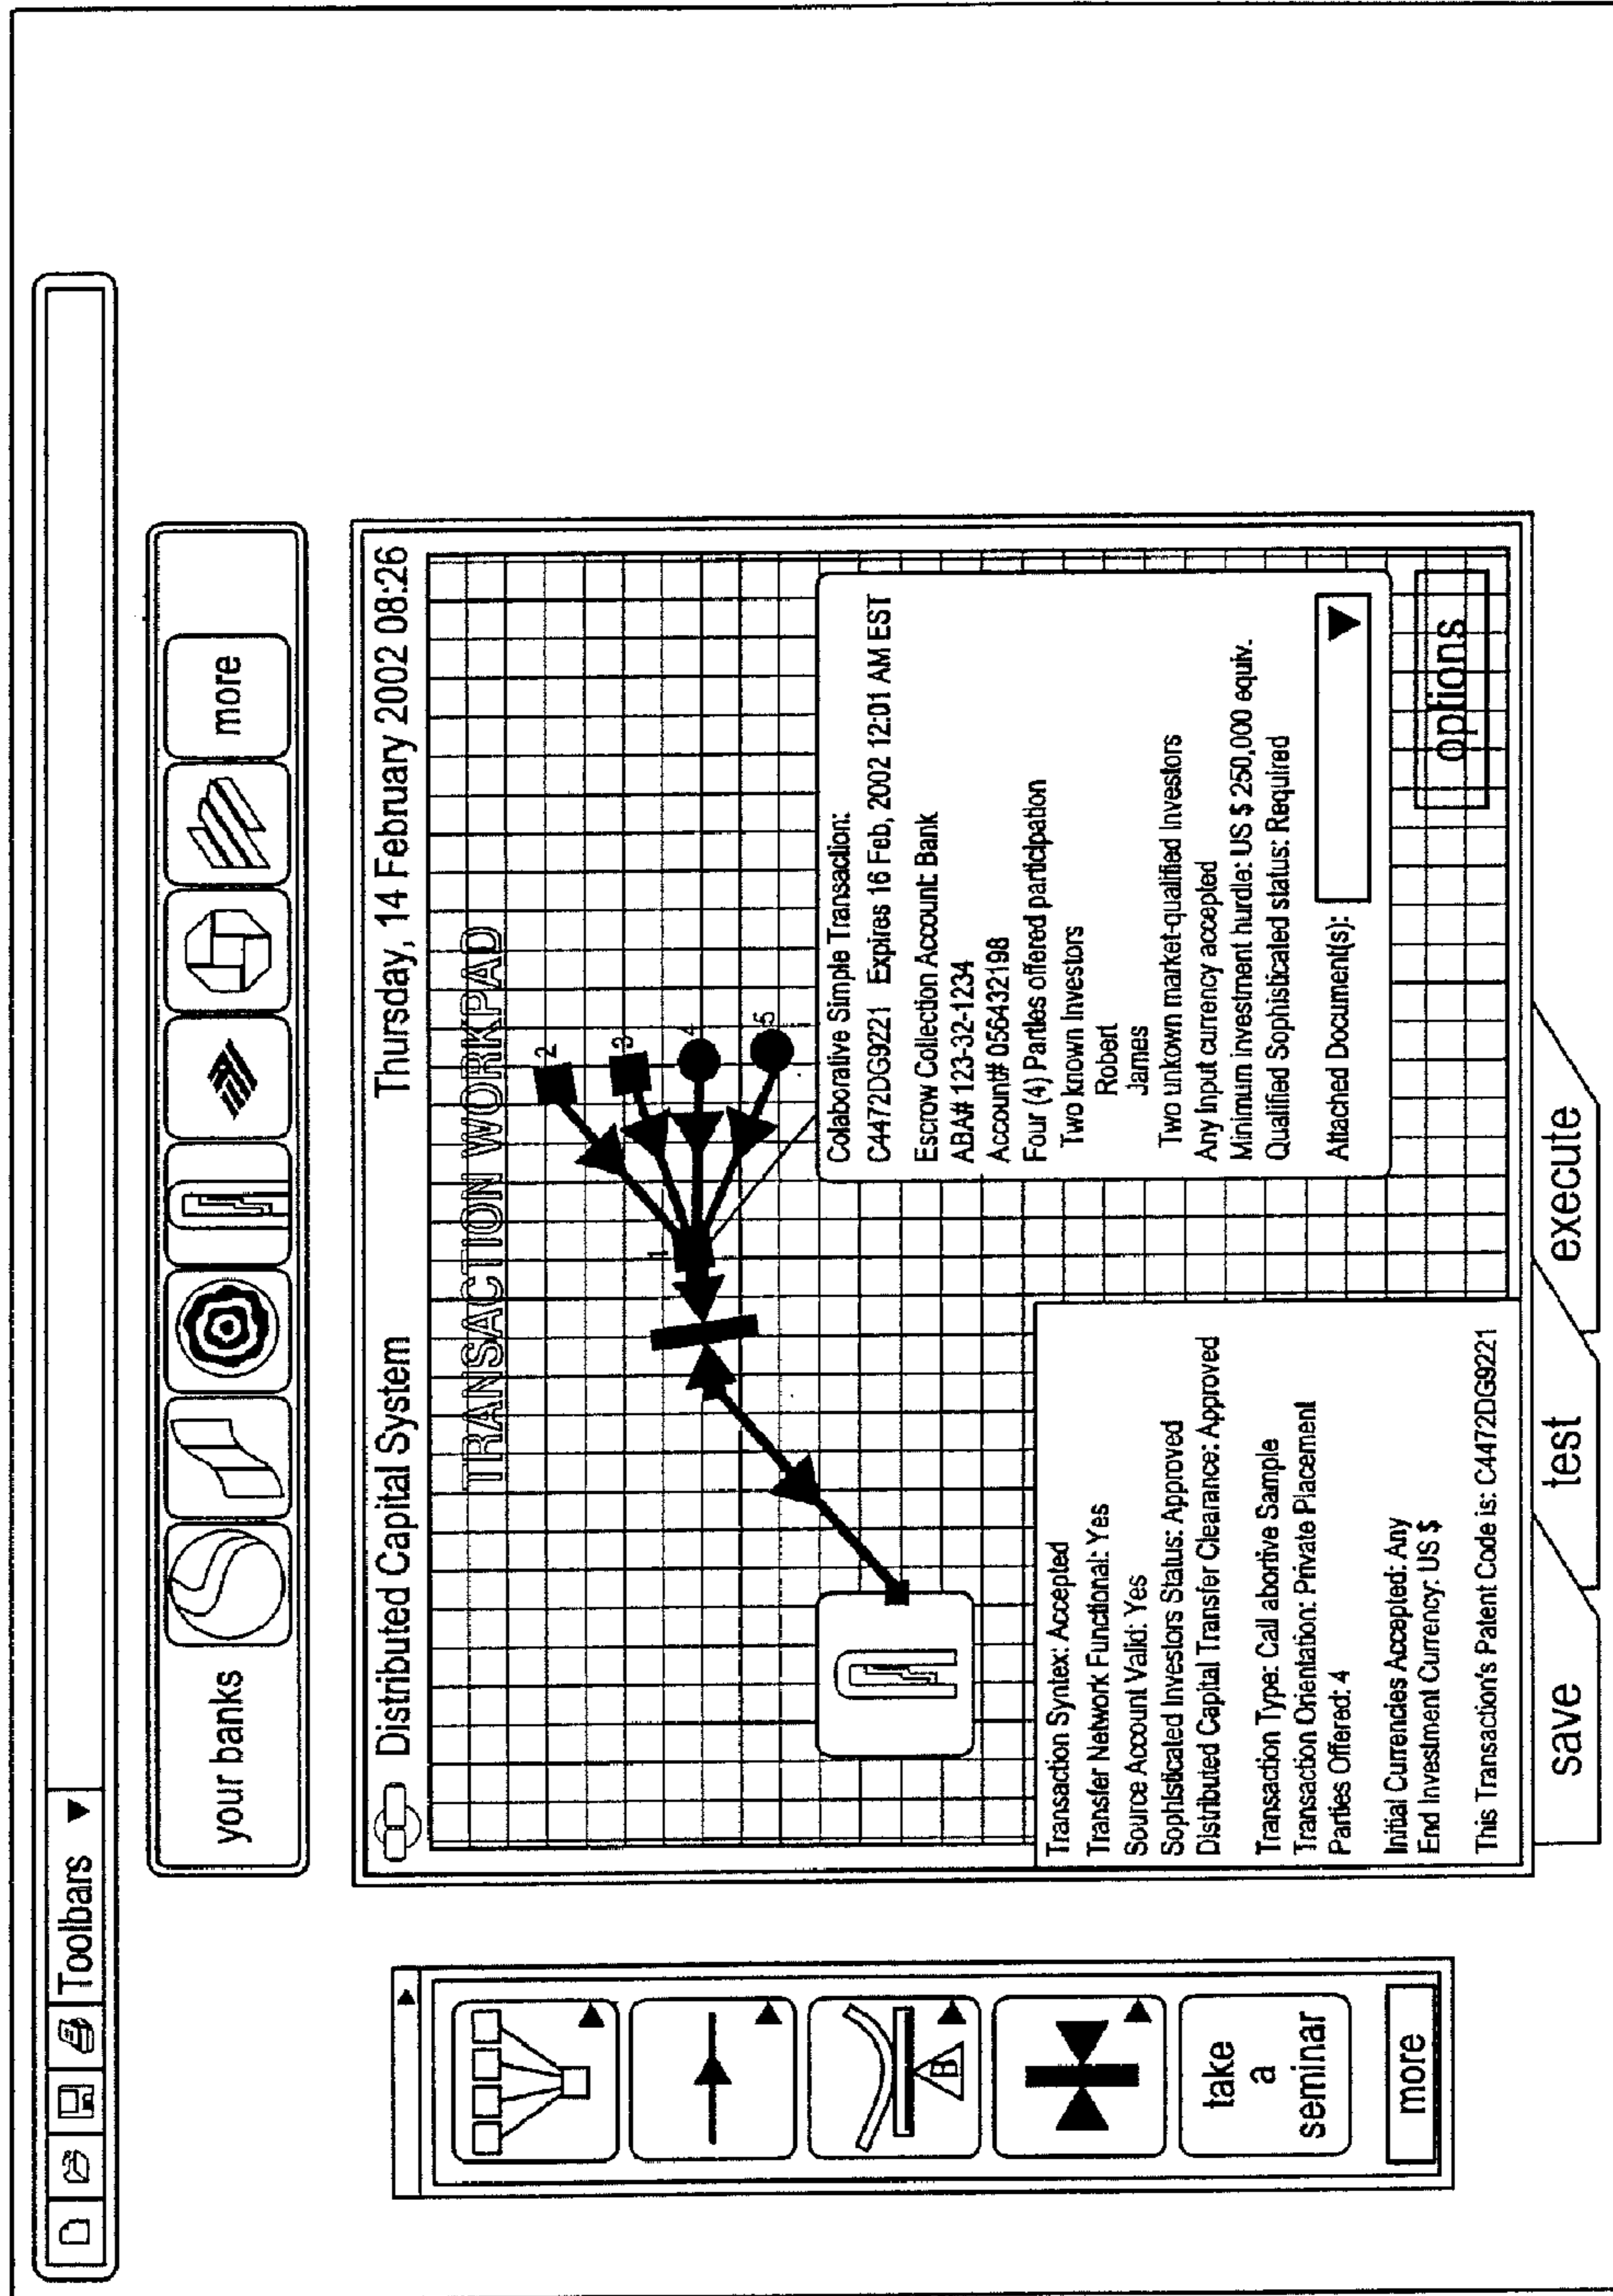 Toolbars
your banks
more
Distributed Capital System
Thursday, 14 February 2002 08:26
TRANSACTION WORKPAD
1
2
3
4
5
Colaborative Simple Transaction:
C4472DG9221 Expires 16 Feb, 2002 12:01 AM EST
Escrow Collection Account: Bank
ABA# 123-32-1234
Account# 056432198
Four (4) Parties offered participation
Two known Investors
Robert
James
Two unkown market-qualified Investors
Any Input currency accepted
Minimum investment hurdle: US $ 250,000 equiv.
Qualified Sophisticated status: Required
Attached Document(s):
options
Transaction Syntex: Accepted
Transfer Network Functional: Yes
Source Account Valid: Yes
Sophisticated Investors Status: Approved
Distributed Capital Transfer Clearance: Approved
Transaction Type: Call abortive Sample
Transaction Orientation: Private Placement
Parties Offered: 4
Initial Currencies Accepted: Any
End Investment Currency: US $
This Transaction's Patent Code is: C4472DG9221
B
take
a
seminar
more
save
test
execute